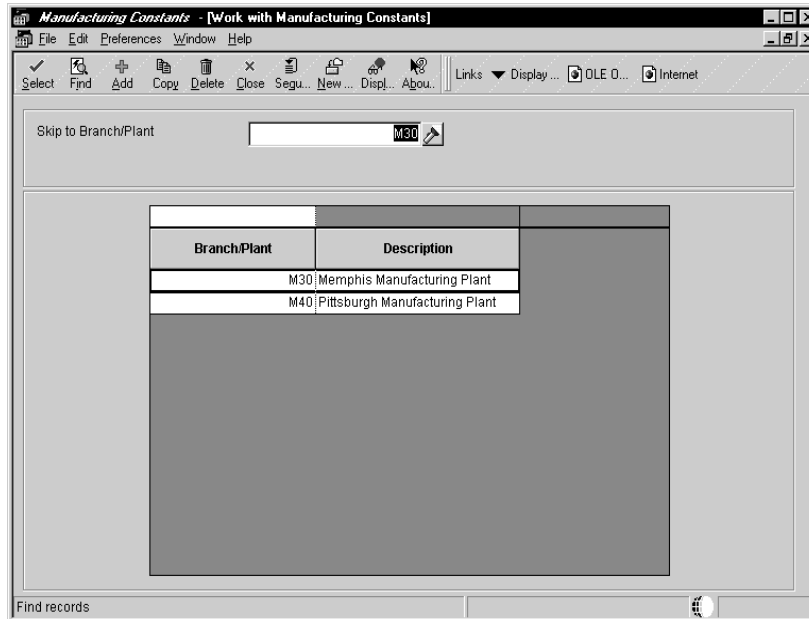 Manufacturing Constants - [Work with Manufacturing Constants]
File Edit Preferences Window Help
Select Find Add Copy Delete Close Sequ... New ... Displ... Abou.. Links Display ... OLE O... Internet
Skip to Branch/Plant M30
Branch/Plant Description
M30 Memphis Manufacturing Plant
M40 Pittsburgh Manufacturing Plant
Find records